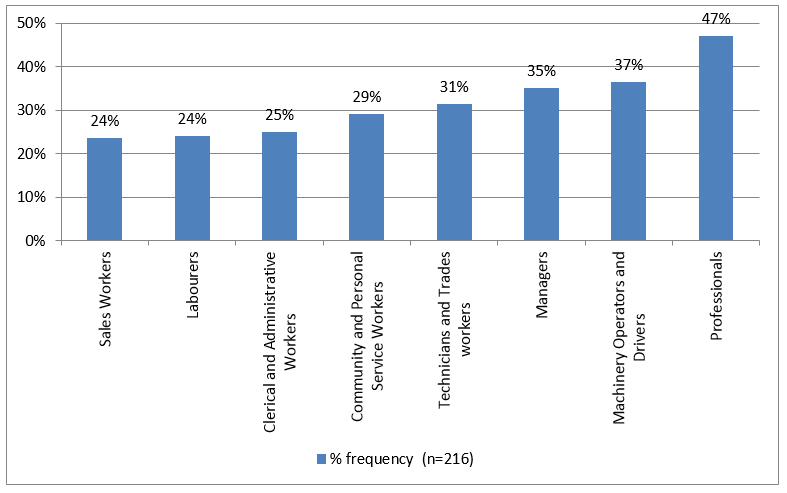 50%
40%
30%
20%
10%
0%
24%
24%
25%
29%
31%
35%
37%
47%
Sales Workers
Labourers
Clerical and Administrative
Workers
Community and Personal
Service Workers
Technicians and Trades
workers
Managers
Machinery Operators and
Drivers
Professionals
% frequency (n=216)